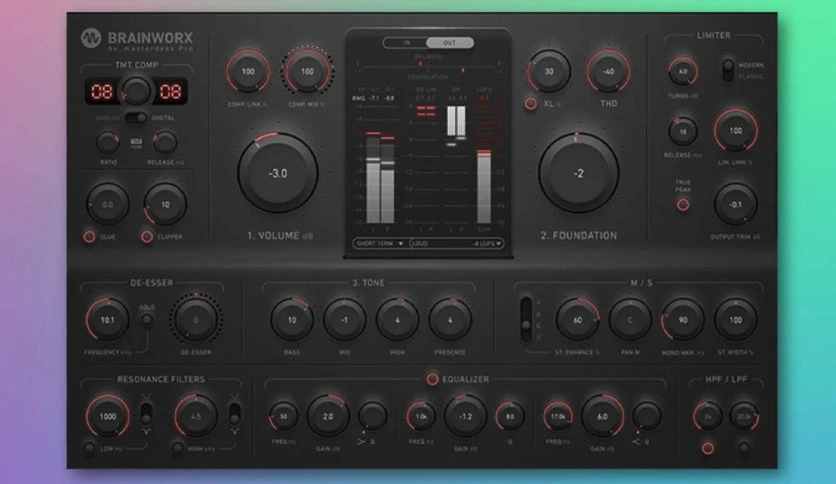 BRAINWORX
bx_masterdesk Pro
TMT COMP
08 08
ANALOG DIGITAL
RATIO
RELEASE ms
0.0 10
GLUE CLIPPER
100 100
COMP. LINK % COMP. MIX %
-3.0
1. VOLUME dB
IN OUT
BALANCE
CORRELATION
RMS -7.1 -8.8
SHORT TERM LOUD -8 LUFS
SUM
30 -40
XL % THD
-2
2. FOUNDATION
LIMITER
40
TURBO dB
MODERN
CLASSIC
10
RELEASE ms
100
LIM. LINK %
TRUE
PEAK
-0.1
OUTPUT TRIM dB
DE-ESSER
10.1
SOLO
FREQUENCY kHz
DE-ESSER
3. TONE
10 -1 4 4
BASS MID HIGH PRESENCE
M / S
60 C 90 100
ST. ENHANCE % PAN M MONO MKR. Hz ST. WIDTH %
RESONANCE FILTERS
1000 4.5
LOW Hz HIGH kHz
EQUALIZER
50 2.0
FREQ Hz GAIN dB Q
1.0k -1.2 8.0
FREQ Hz GAIN dB Q
17.0k 6.0
FREQ Hz GAIN dB Q
HPF / LPF
24 22.0k